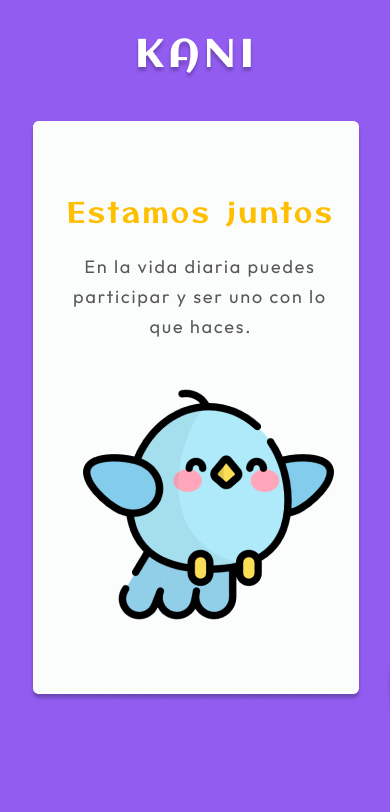 KANI
Estamos juntos
En la vida diaria puedes
participar y ser uno con lo
que haces.